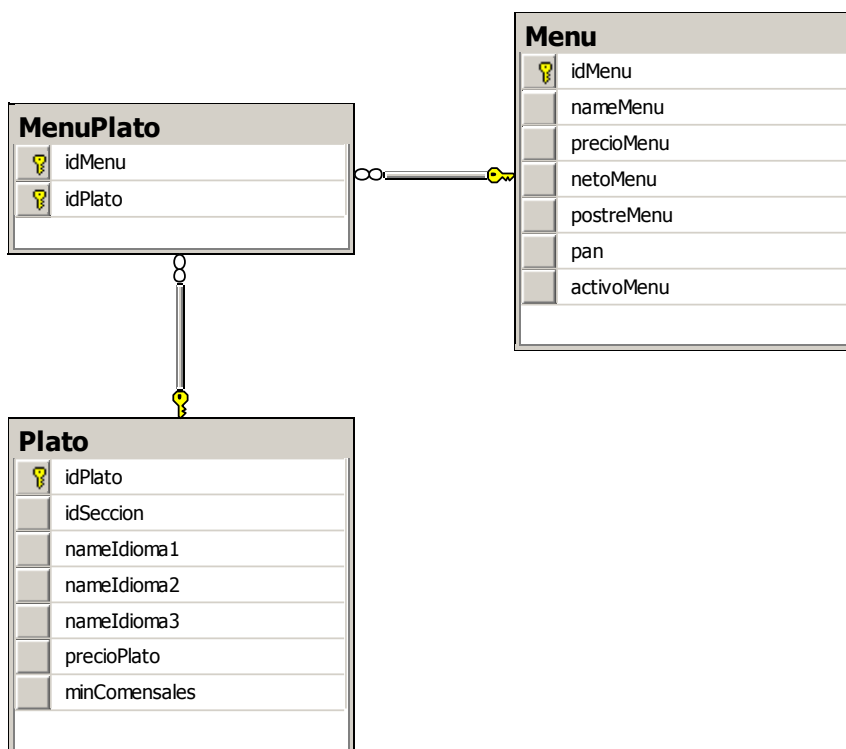 Menu
idMenu
nameMenu
precioMenu
netoMenu
postreMenu
pan
activoMenu
MenuPlato
idMenu
idPlato
Plato
idPlato
idSeccion
nameIdioma1
nameIdioma2
nameIdioma3
precioPlato
minComensales